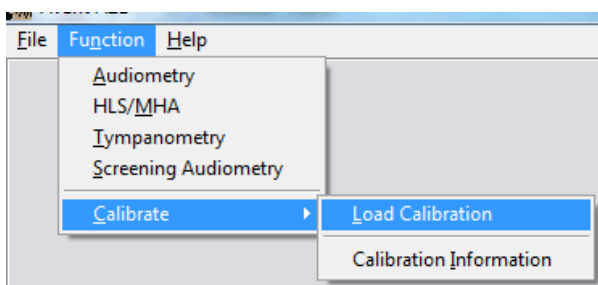 File Function Help
Audiometry
HLS/MHA
Tympanometry
Screening Audiometry
Calibrate
Load Calibration
Calibration Information